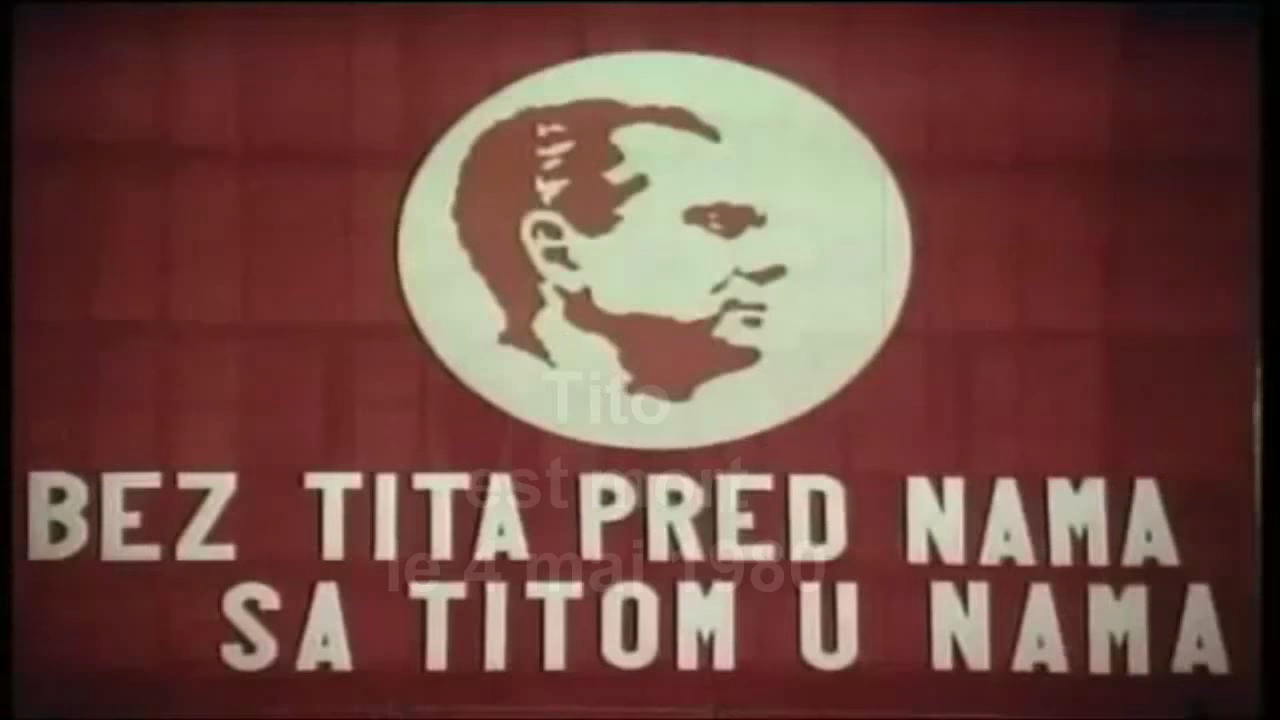 Tito
est mort
le 4 mai 1980
BEZ TITA PRED NAMA
SA TITOM U NAMA